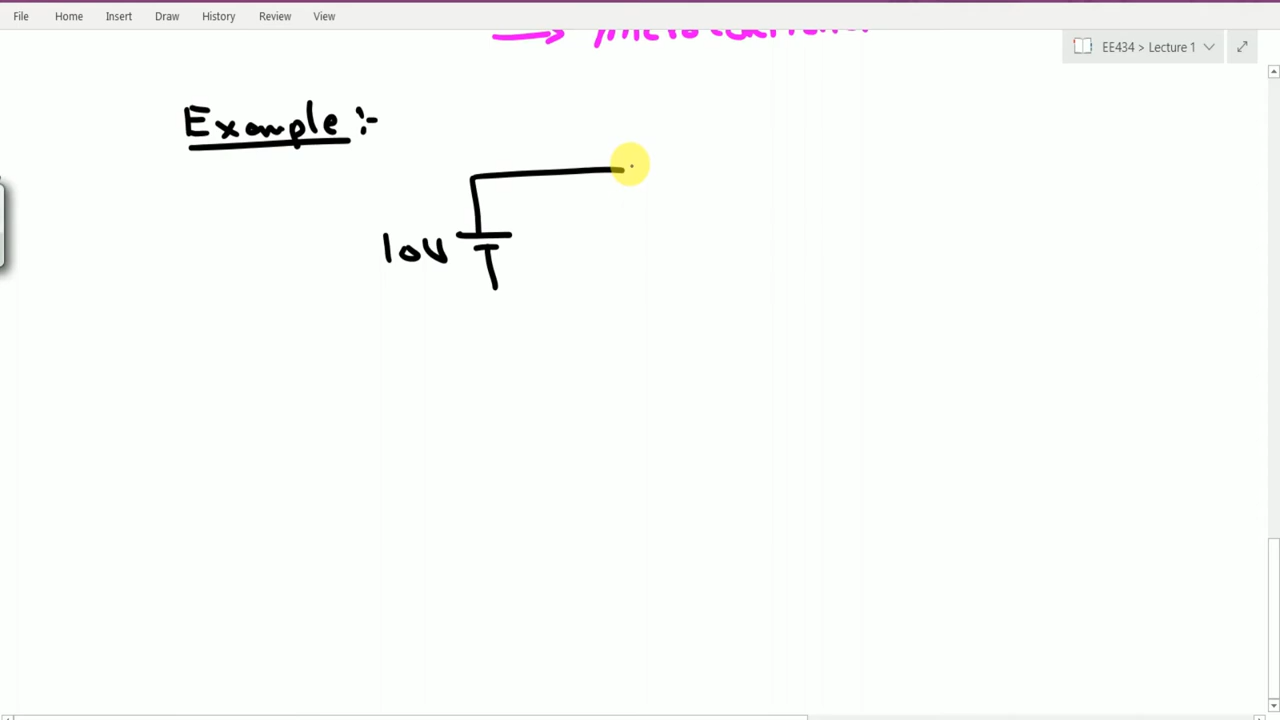 File Home Insert Draw History Review View
EE434 > Lecture 1
Example :-
10V